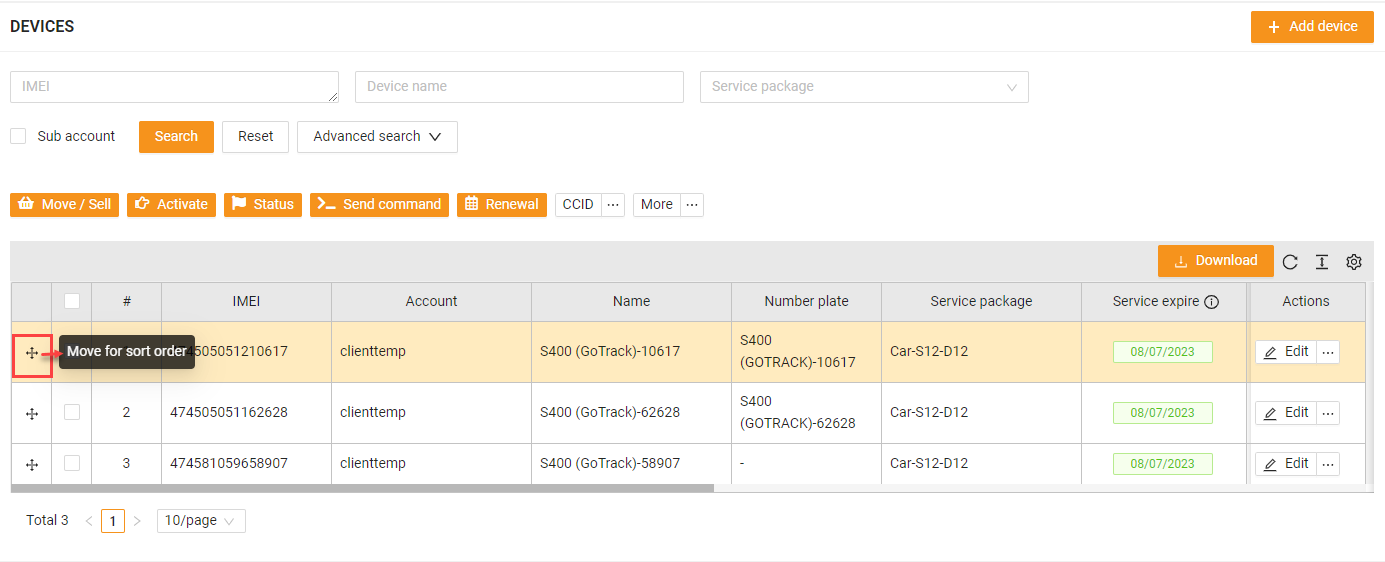 DEVICES
Add device
IMEI
Device name
Service package
Sub account
Search
Reset
Advanced search
Move / Sell
Activate
Status
Send command
Renewal
CCID
More
Download
# IMEI Account Name Number plate Service package Service expire Actions
Move for sort order
505051210617 clienttemp S400 (GoTrack)-10617 S400 Car-S12-D12 08/07/2023 Edit
(GOTRACK)-10617
2 474505051162628 clienttemp S400 (GoTrack)-62628 S400 Car-S12-D12 08/07/2023 Edit
(GOTRACK)-62628
3 474581059658907 clienttemp S400 (GoTrack)-58907 - Car-S12-D12 08/07/2023 Edit
Total 3 < 1 > 10/page